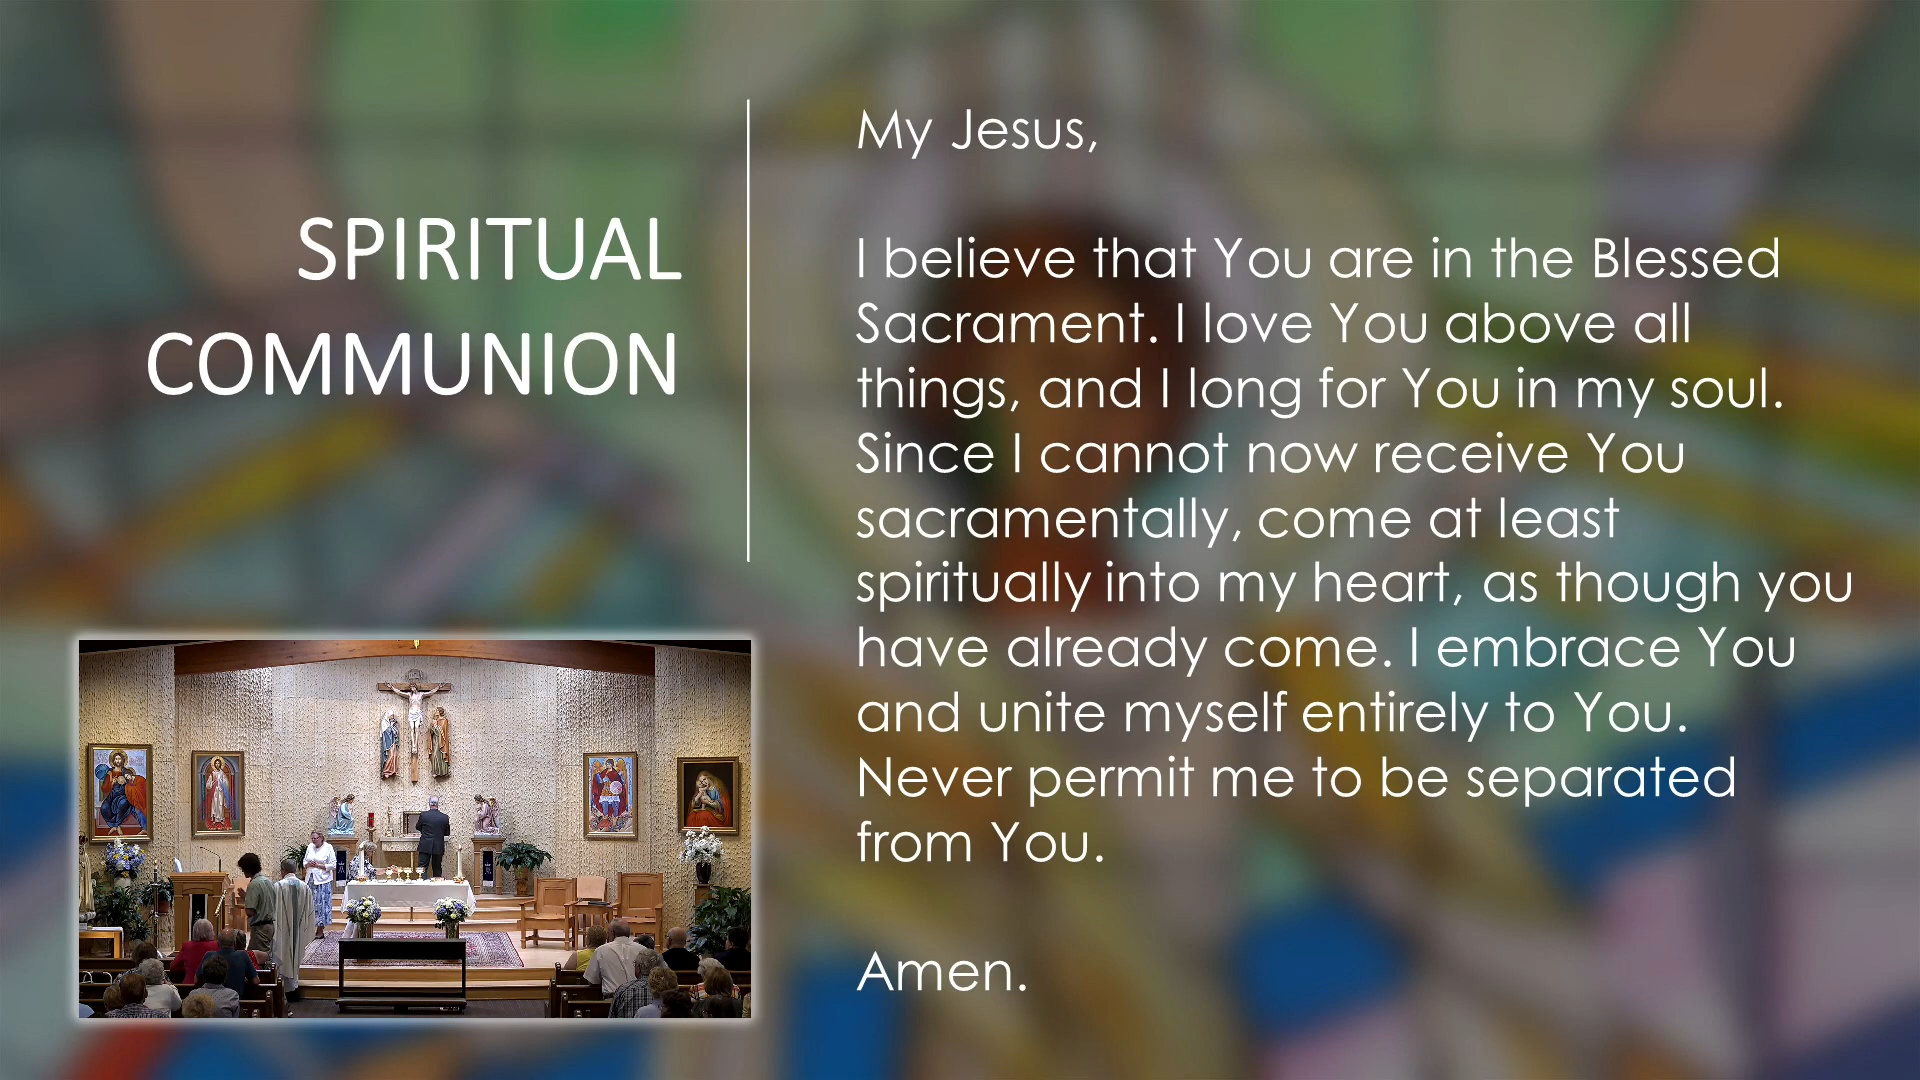 SPIRITUAL
COMMUNION
My Jesus,
I believe that You are in the Blessed
Sacrament. I love You above all
things, and I long for You in my soul.
Since I cannot now receive You
sacramentally, come at least
spiritually into my heart, as though you
have already come. I embrace You
and unite myself entirely to You.
Never permit me to be separated
from You.
Amen.